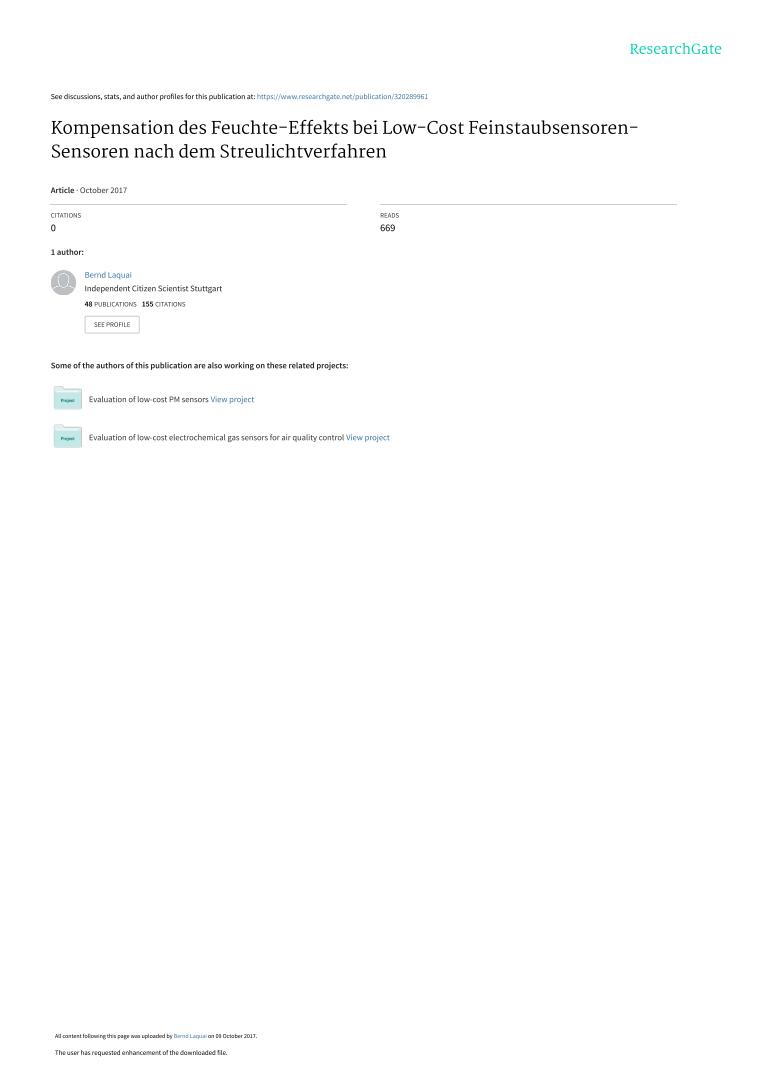 ResearchGate
See discussions, stats, and author profiles for this publication at: https://www.researchgate.net/publication/320289961
Kompensation des Feuchte-Effekts bei Low-Cost Feinstaubsensoren-
Sensoren nach dem Streulichtverfahren
Article · October 2017
CITATIONS
0
READS
669
1 author:
Bernd Laquai
Independent Citizen Scientist Stuttgart
48 PUBLICATIONS 155 CITATIONS
SEE PROFILE
Some of the authors of this publication are also working on these related projects:
Project
Evaluation of low-cost PM sensors View project
Project
Evaluation of low-cost electrochemical gas sensors for air quality control View project
All content following this page was uploaded by Bernd Laquai on 09 October 2017.
The user has requested enhancement of the downloaded file.